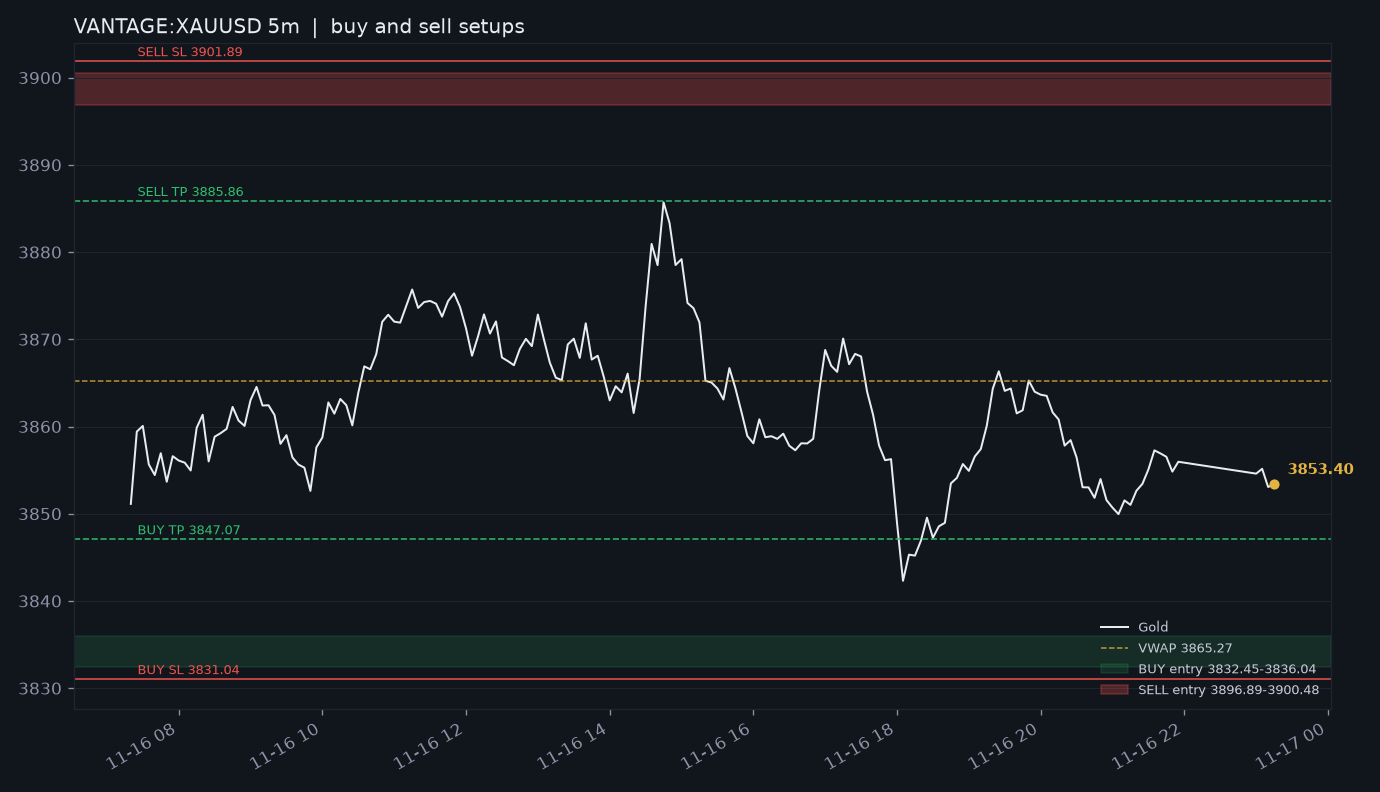 VANTAGE:XAUUSD 5m | buy and sell setups
SELL SL 3901.89
3900
3890
SELL TP 3885.86
3880
3870
3860
3853.40
3850
BUY TP 3847.07
3840
Gold
VWAP 3865.27
BUY entry 3832.45-3836.04
BUY SL 3831.04
3830
SELL entry 3896.89-3900.48
11-16 08
11-16 10
11-16 12
11-16 14
11-16 16
11-16 18
11-16 20
11-16 22
11-17 00